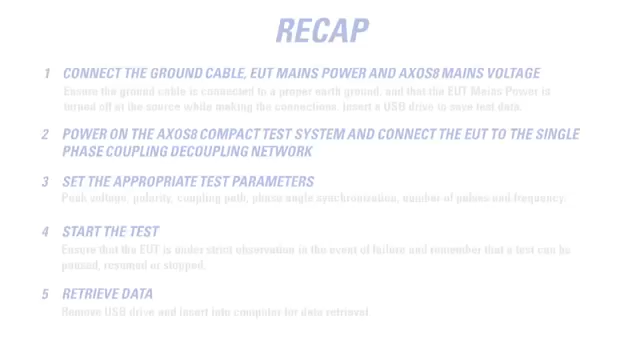 RECAP
1 CONNECT THE GROUND CABLE, EUT MAINS POWER AND AXOS8 MAINS VOLTAGE
Ensure the ground cable is connected to a proper earth ground, and that the EUT Mains Power is
turned off at the source while making the connections. Insert a USB drive to save test data.
2 POWER ON THE AXOS8 COMPACT TEST SYSTEM AND CONNECT THE EUT TO THE SINGLE
PHASE COUPLING DECOUPLING NETWORK
3 SET THE APPROPRIATE TEST PARAMETERS
Peak voltage, polarity, coupling path, phase angle synchronization, number of pulses and frequency.
4 START THE TEST
Ensure that the EUT is under strict observation in the event of failure and remember that a test can be
paused, resumed or stopped.
5 RETRIEVE DATA
Remove USB drive and insert into computer for data retrieval